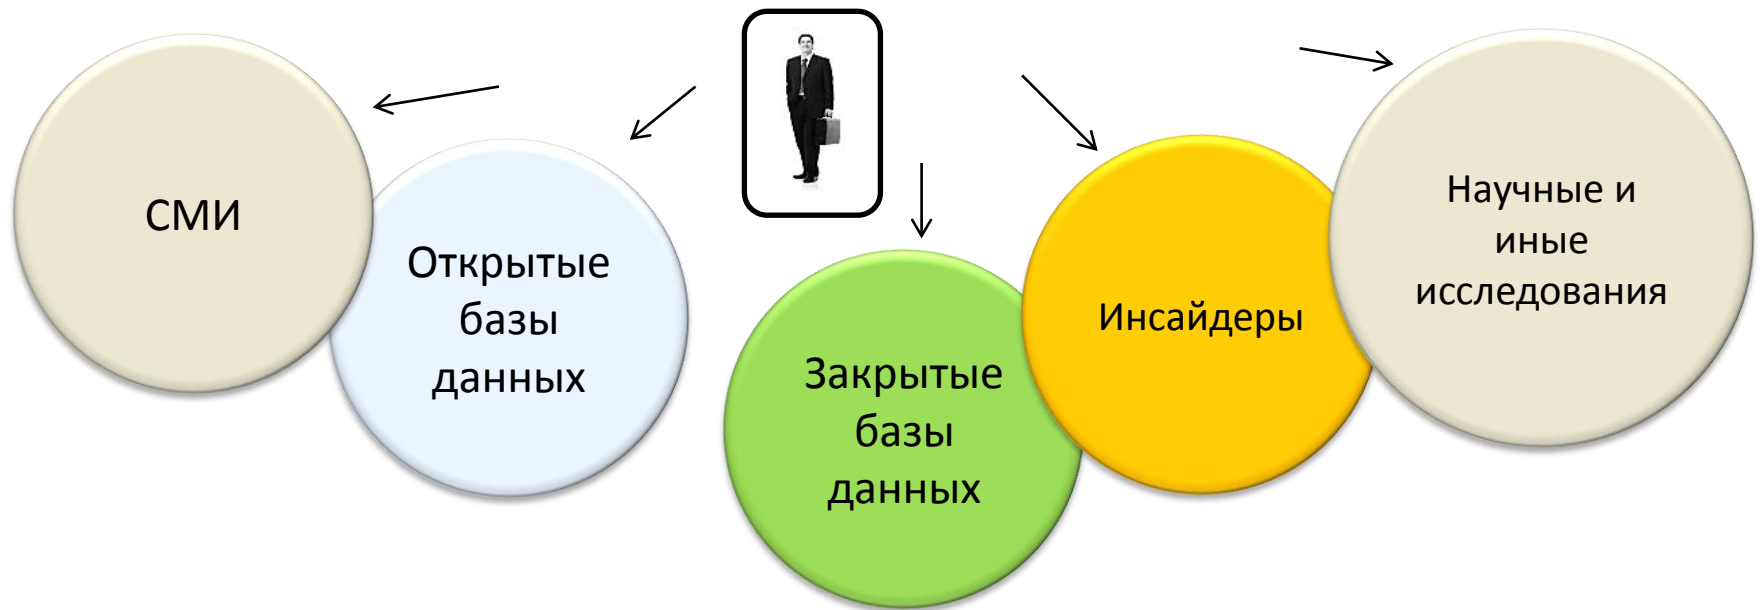 СМИ
Открытые
базы
данных
Закрытые
базы
данных
Инсайдеры
Научные и
иные
исследования